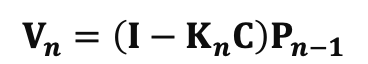 𝐕ₙ = (𝐈 − 𝐊ₙ𝐂)𝐏ₙ₋₁